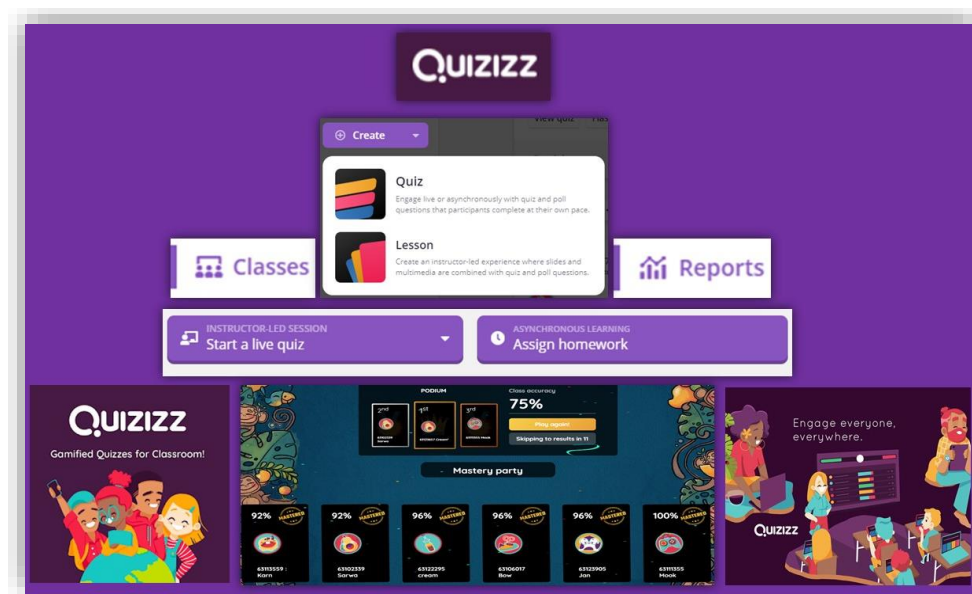 QUIZIZZ
Create
Quiz
Engage live or asynchronously with quiz and poll
questions that participants complete at their own pace.
Lesson
Create an instructor-led experience where slides and
multimedia are combined with quiz and poll questions.
Classes
Reports
INSTRUCTOR-LED SESSION
Start a live quiz
ASYNCHRONOUS LEARNING
Assign homework
QUIZIZZ
Gamified Quizzes for Classroom!
PODIUM
2nd
1st
3rd
Class accuracy
75%
Play again!
Skipping to results in 11
Mastery party
92% MASTERED
63113559
Karn
92% MASTERED
63102339
Sarwa
96% MASTERED
63122295
cream
96% MASTERED
63106017
Bow
96% MASTERED
63123905
Jan
100% MASTERED
63111355
Mook
Engage everyone,
everywhere.
QUIZIZZ